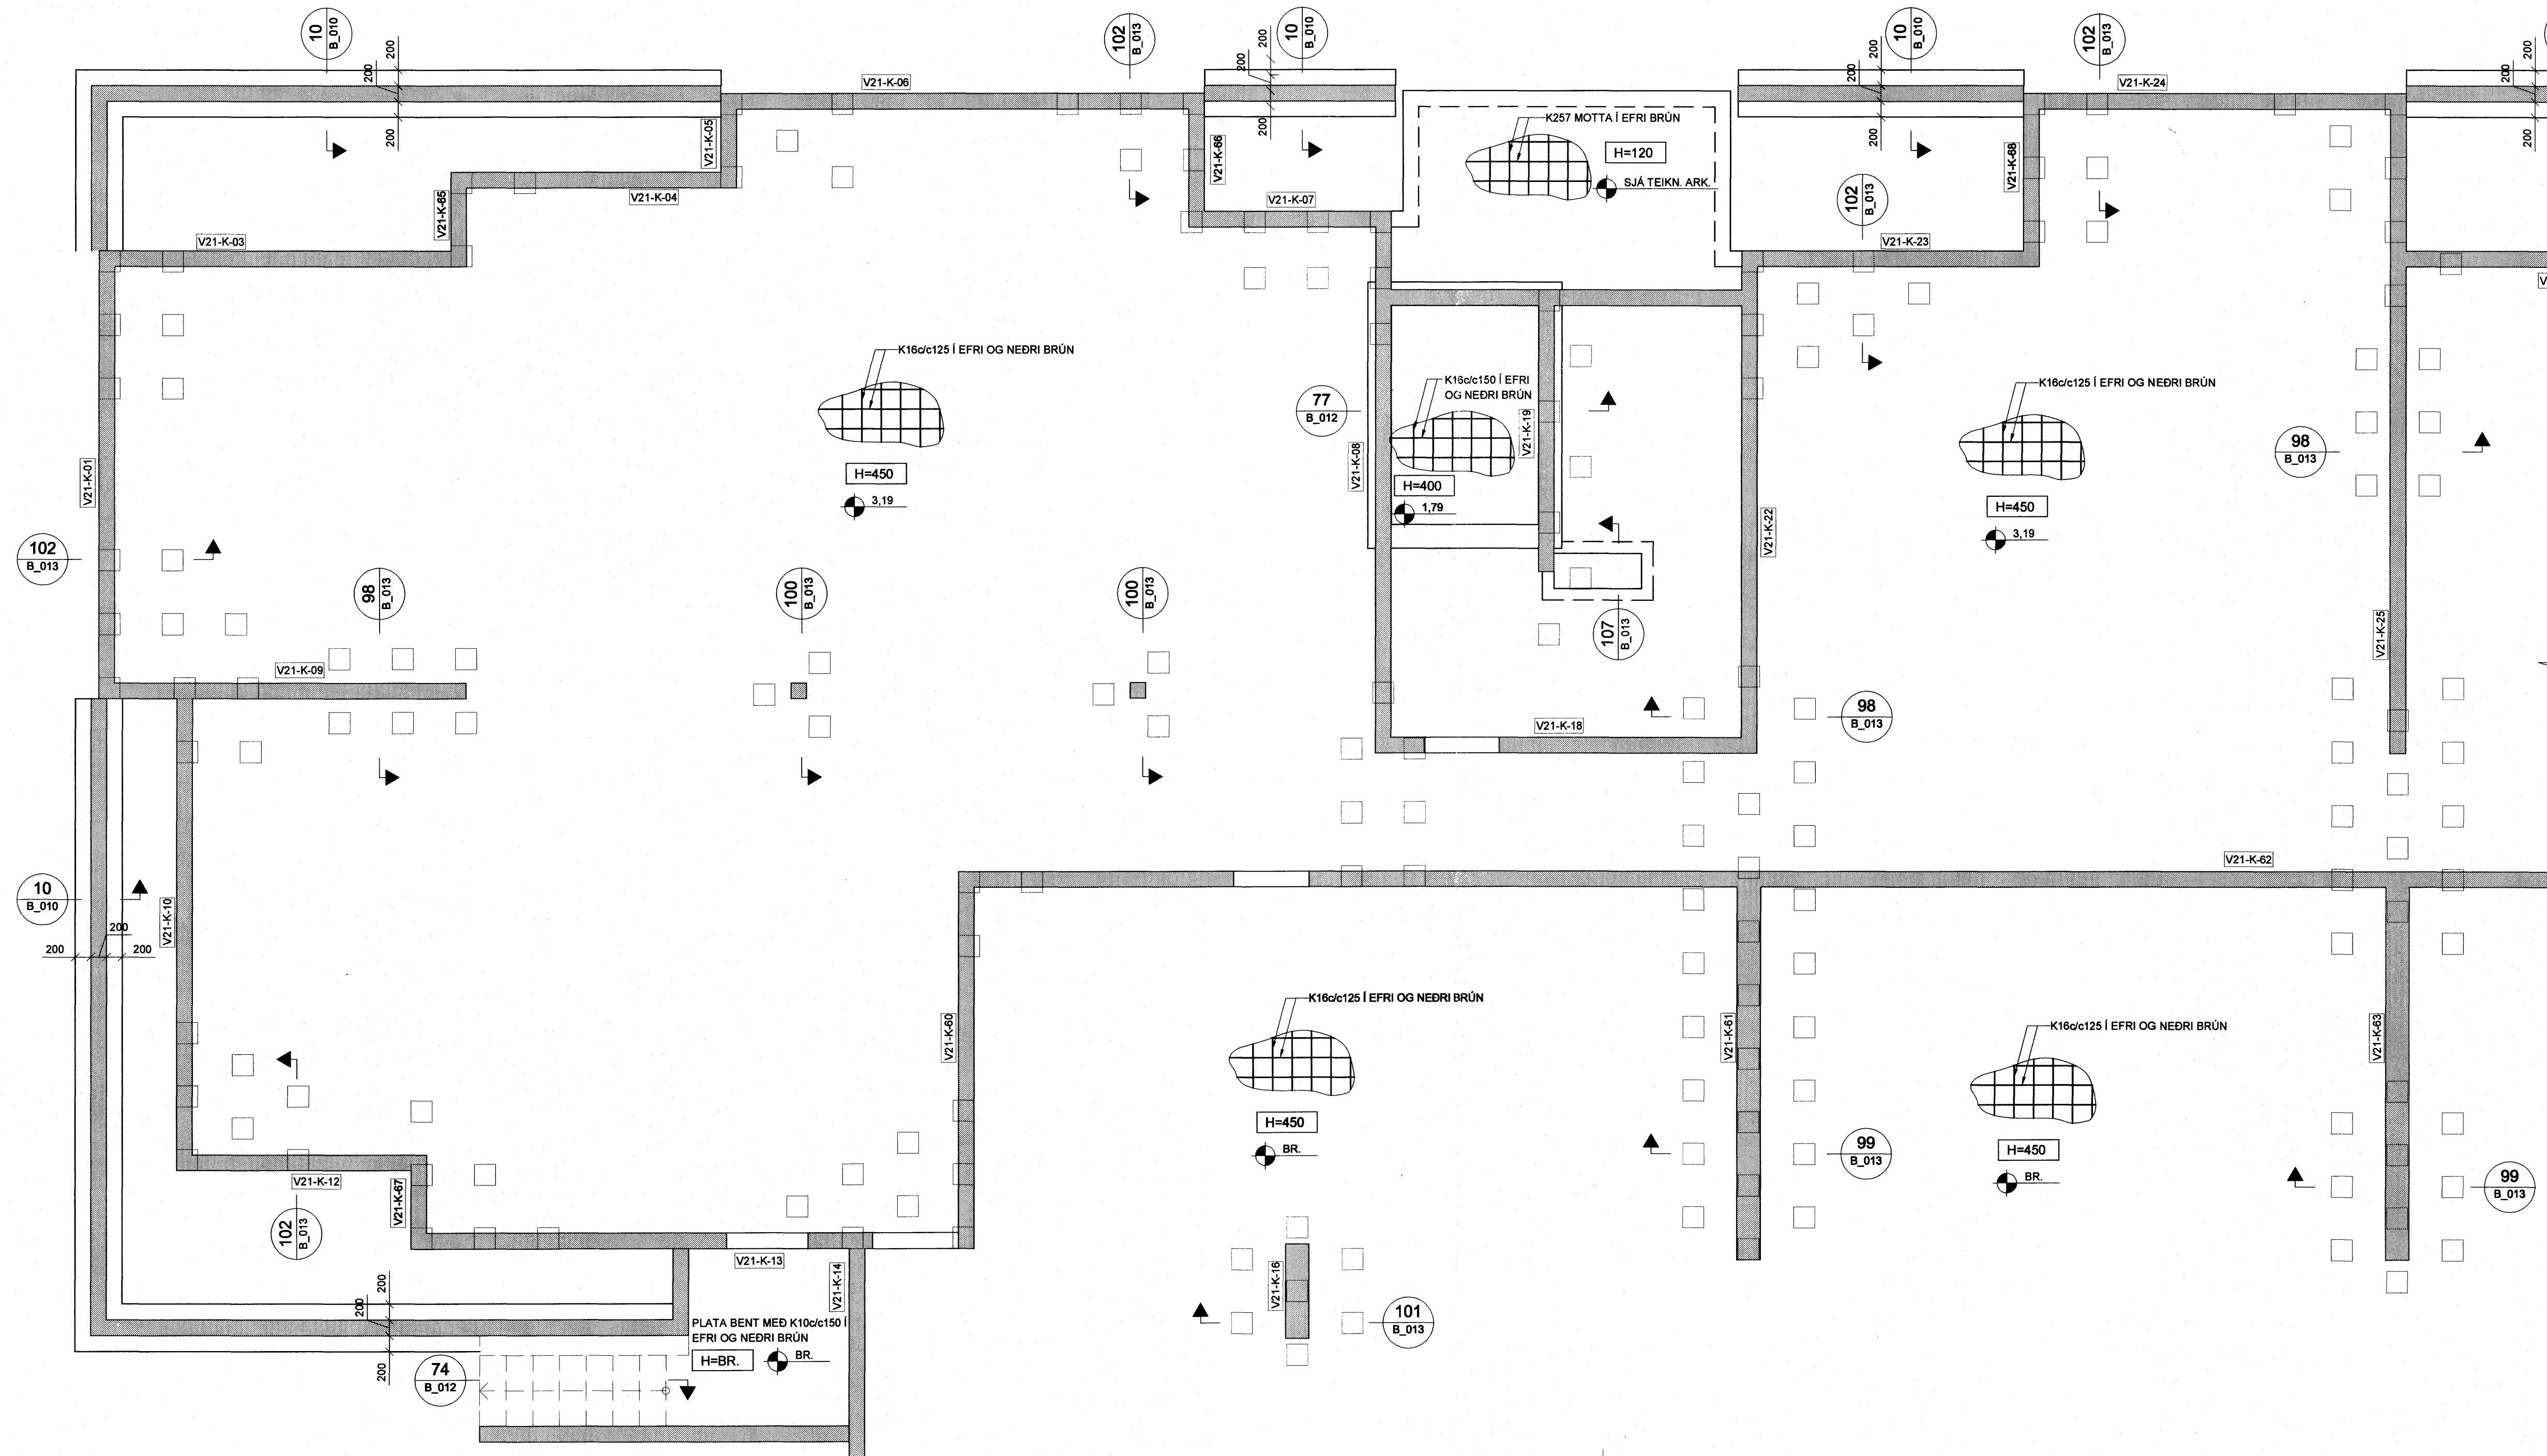 10
B_010
102
B_013
10
B_010
10
B_010
102
B_013
200
200
200
200
200
200
200
200
200
200
200
200
V21-K-06
V21-K-24
V21-K-05
V21-K-66
V21-K-68
K257 MOTTA Í EFRI BRÚN
H=120
SJÁ TEIKN. ARK.
V21-K-65
V21-K-04
V21-K-07
102
B_013
V21-K-03
V21-K-23
K16c/c125 Í EFRI OG NEÐRI BRÚN
H=450
3,19
77
B_012
K16c/c150 Í EFRI
OG NEÐRI BRÚN
H=400
1,79
V21-K-08
V21-K-19
K16c/c125 Í EFRI OG NEÐRI BRÚN
H=450
3,19
98
B_013
V21-K-01
V21-K-22
102
B_013
98
B_013
100
B_013
100
B_013
107
B_013
V21-K-25
V21-K-09
V21-K-18
98
B_013
V21-K-62
10
B_010
V21-K-10
200
200
200
V21-K-60
K16c/c125 Í EFRI OG NEÐRI BRÚN
H=450
BR.
V21-K-61
K16c/c125 Í EFRI OG NEÐRI BRÚN
H=450
BR.
V21-K-63
99
B_013
99
B_013
V21-K-12
V21-K-67
102
B_013
V21-K-13
V21-K-14
V21-K-16
101
B_013
200
200
200
PLATA BENT MEÐ K10c/c150 Í
EFRI OG NEÐRI BRÚN
H=BR.
BR.
74
B_012